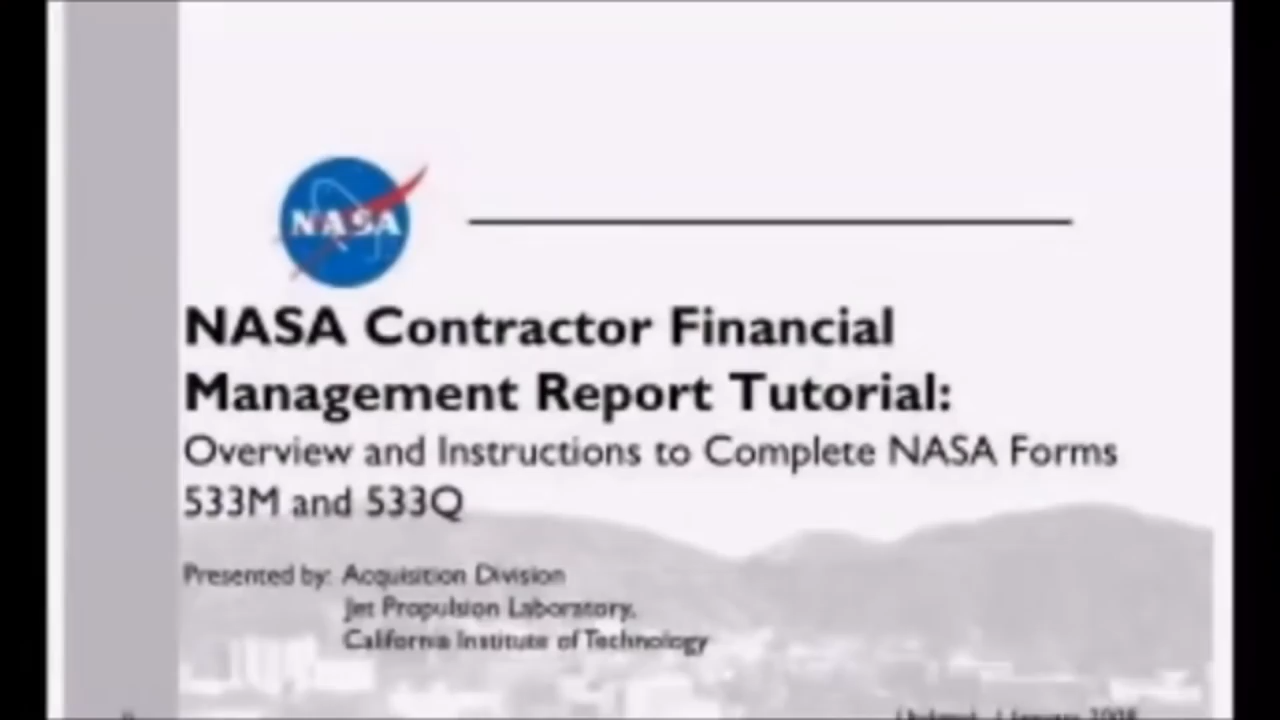 NASA
NASA Contractor Financial
Management Report Tutorial:
Overview and Instructions to Complete NASA Forms
533M and 533Q
Presented by: Acquisition Division
Jet Propulsion Laboratory,
California Institute of Technology